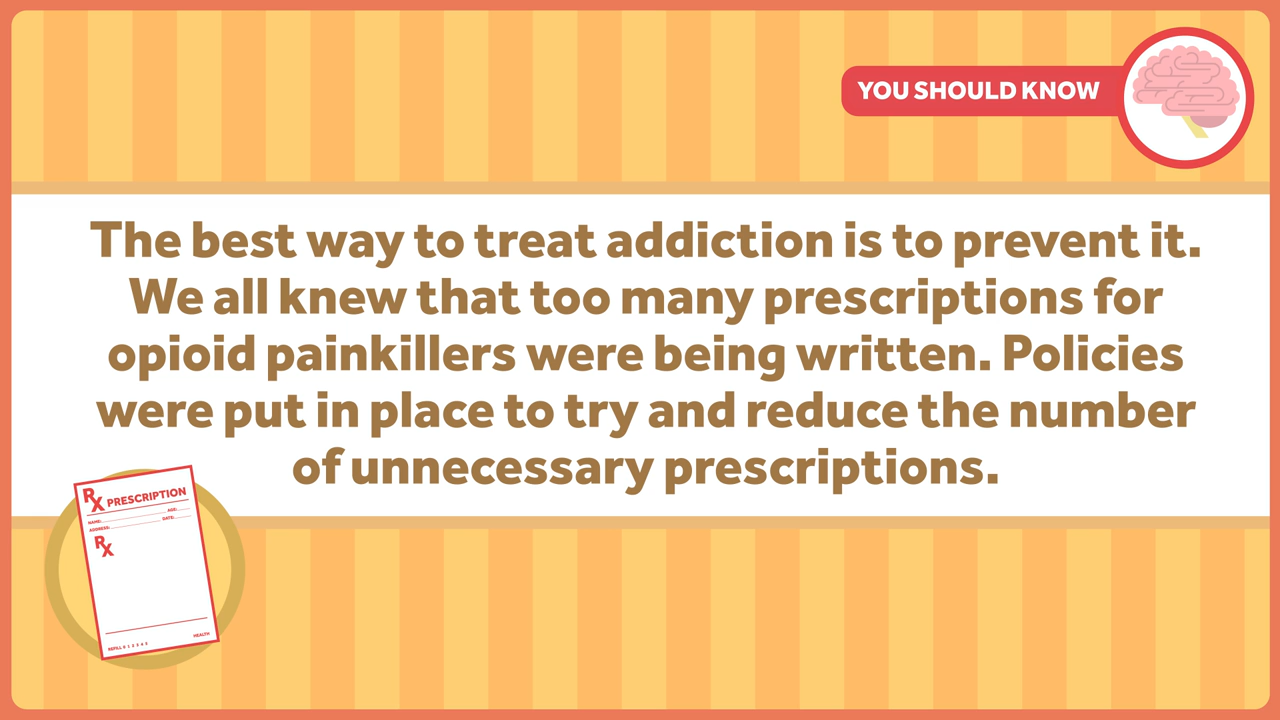 YOU SHOULD KNOW
The best way to treat addiction is to prevent it.
We all knew that too many prescriptions for
opioid painkillers were being written. Policies
were put in place to try and reduce the number
of unnecessary prescriptions.
RX PRESCRIPTION
NAME: AGE:
ADDRESS: DATE:
RX
HEALTH
REFILL 0 1 2 3 4 5